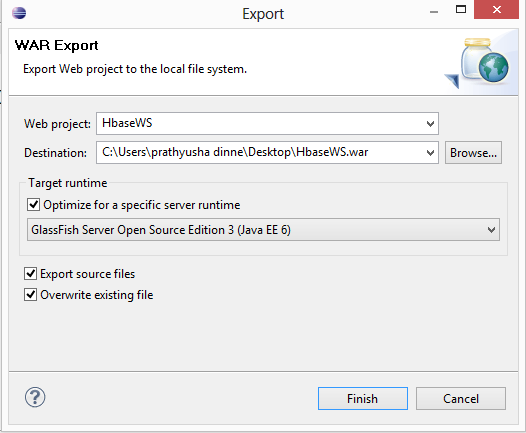 Export
WAR Export
Export Web project to the local file system.
Web project: HbaseWS
Destination: C:\Users\prathyusha dinne\Desktop\HbaseWS.war Browse...
Target runtime
Optimize for a specific server runtime
GlassFish Server Open Source Edition 3 (Java EE 6)
Export source files
Overwrite existing file
? Finish Cancel